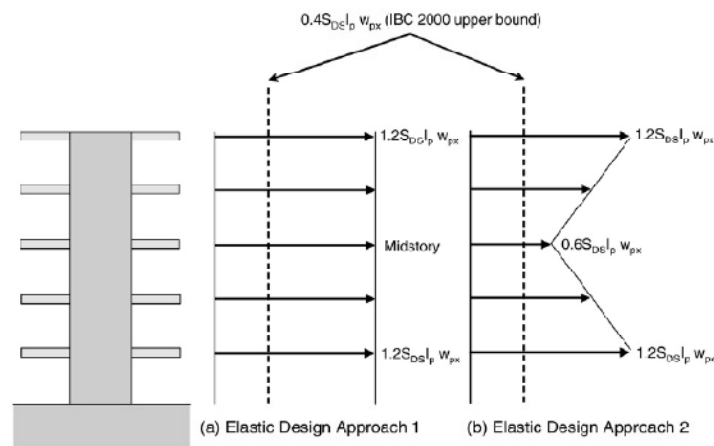 0.4S_DS I_p w_px (IBC 2000 upper bound)
1.2S_DS I_p w_px
1.2S_DS I_p w_px
Midstory
0.6S_DS I_p w_px
1.2S_DS I_p w_px
1.2S_DS I_p w_px
(a) Elastic Design Approach 1
(b) Elastic Design Approach 2